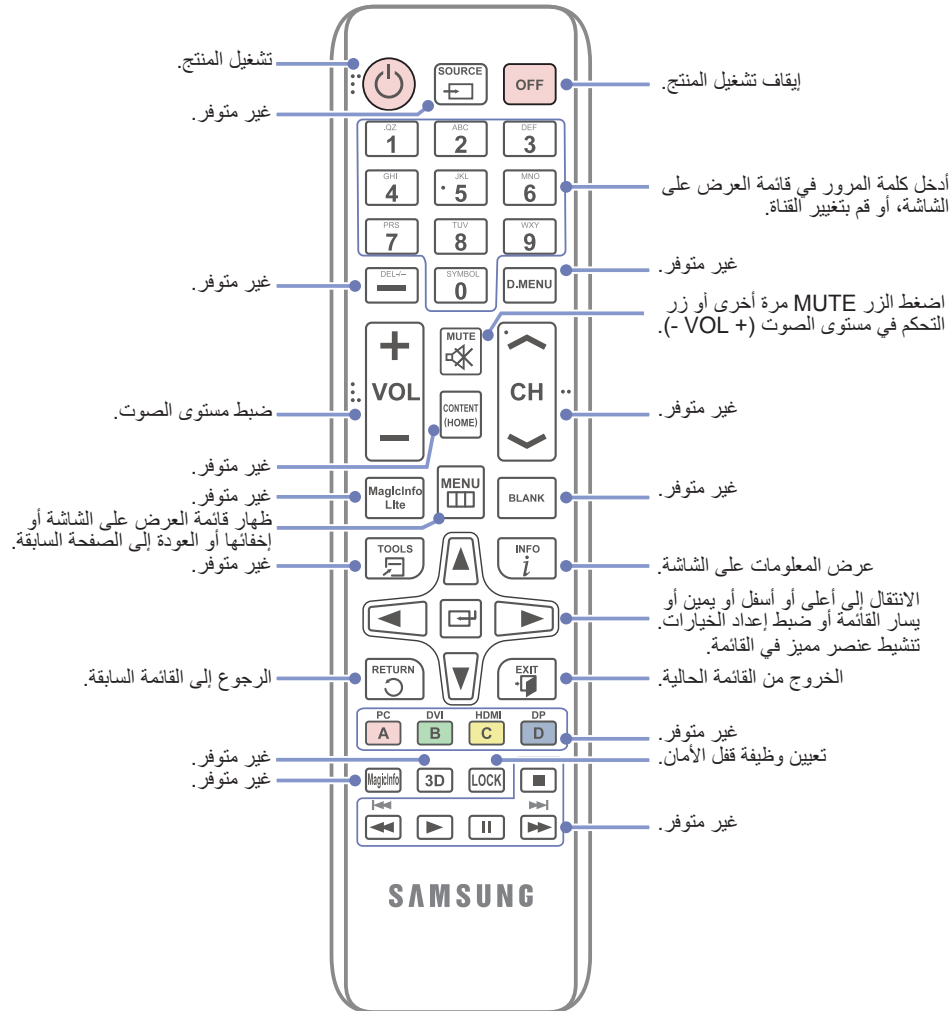 تشغيل المنتج.
SOURCE
OFF
إيقاف تشغيل المنتج.
غير متوفر.
.QZ ABC DEF
1 2 3
GHI JKL MNO
4 5 6
أدخل كلمة المرور في قائمة العرض على
الشاشة، أو قم بتغيير القناة.
PRS TUV WXY
7 8 9
غير متوفر.
DEL-/-- SYMBOL
0 D.MENU
غير متوفر.
اضغط الزر MUTE مرة أخرى أو زر
التحكم في مستوى الصوت (+ VOL -).
MUTE
+
VOL
−
CH
CONTENT
(HOME)
ضبط مستوى الصوت.
غير متوفر.
غير متوفر.
MagicInfo
Lite
MENU
BLANK
غير متوفر.
غير متوفر.
ظهار قائمة العرض على الشاشة أو
إخفائها أو العودة إلى الصفحة السابقة.
TOOLS
INFO
i
غير متوفر.
عرض المعلومات على الشاشة.
الانتقال إلى أعلى أو أسفل أو يمين أو
يسار القائمة أو ضبط إعداد الخيارات.
تنشيط عنصر مميز في القائمة.
RETURN
EXIT
الرجوع إلى القائمة السابقة.
الخروج من القائمة الحالية.
PC DVI HDMI DP
A B C D
غير متوفر.
تعيين وظيفة قفل الأمان.
غير متوفر.
غير متوفر.
MagicInfo 3D LOCK
غير متوفر.
SAMSUNG